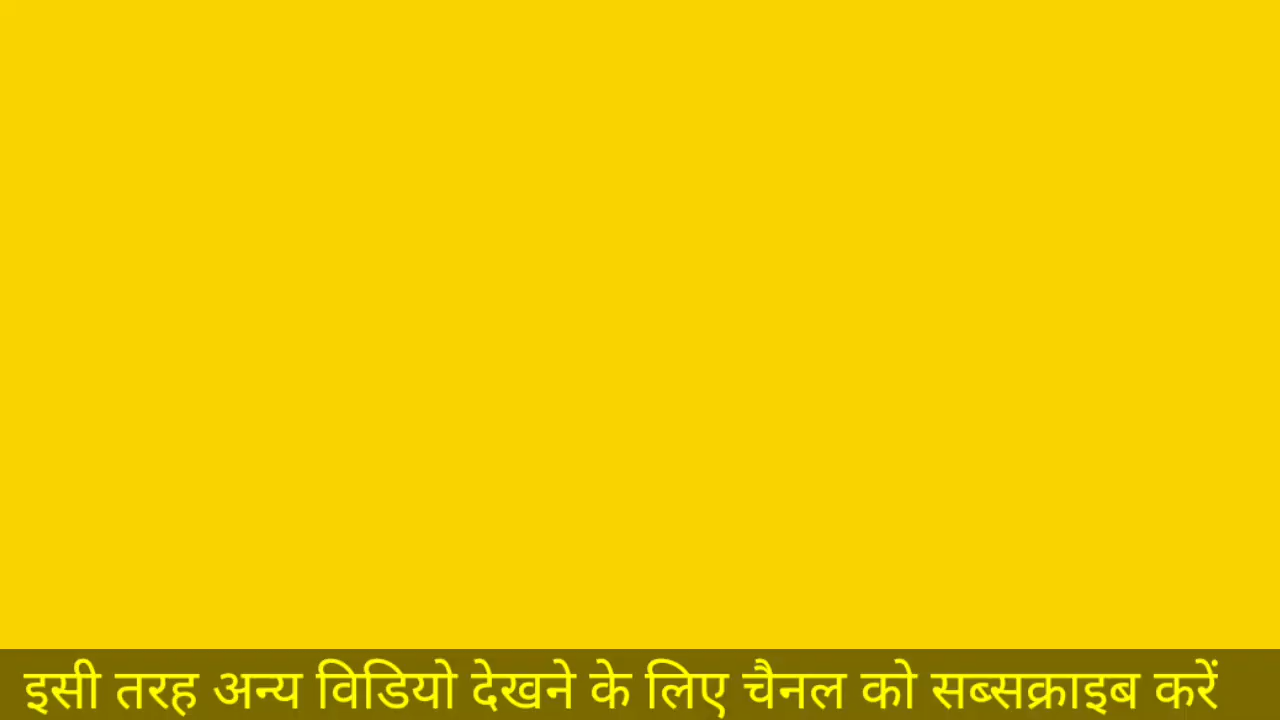 इसी तरह अन्य विडियो देखने के लिए चैनल को सब्सक्राइब करें